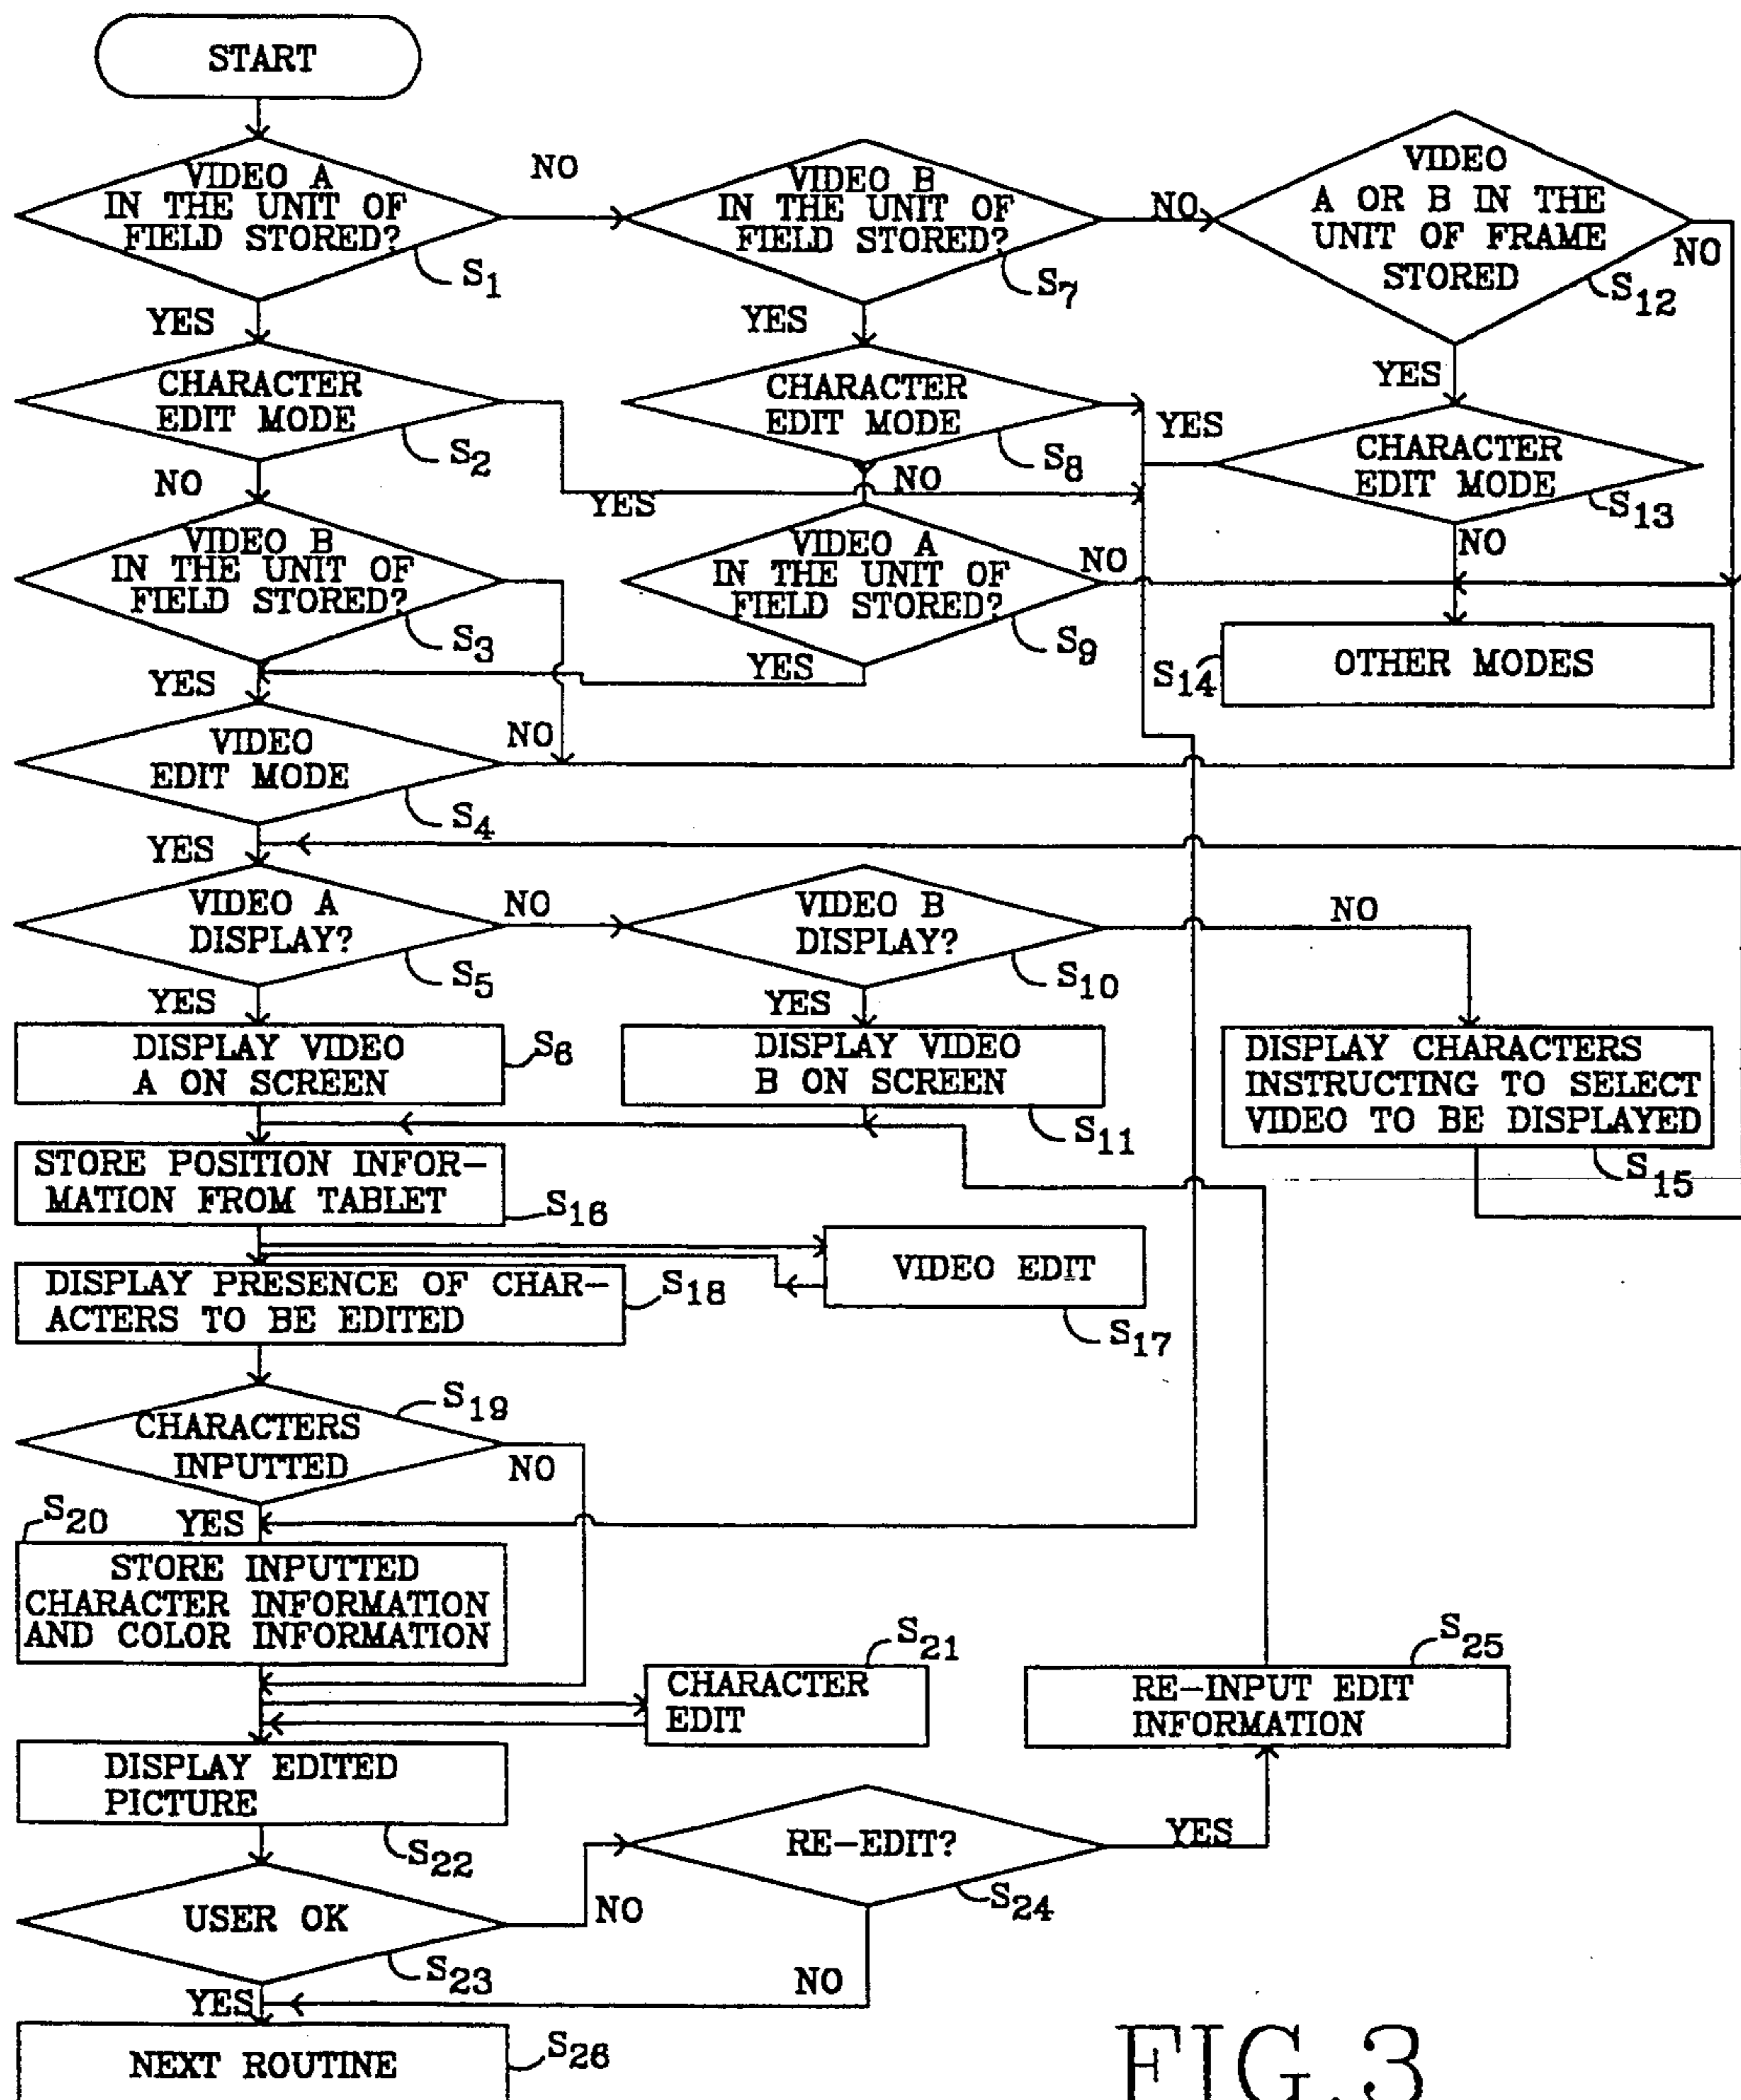 START
VIDEO A
IN THE UNIT OF
FIELD STORED?
S1
NO
YES
VIDEO B
IN THE UNIT OF
FIELD STORED?
S7
NO
YES
VIDEO
A OR B IN THE
UNIT OF FRAME
STORED
S12
NO
YES
CHARACTER
EDIT MODE
S2
NO
YES
CHARACTER
EDIT MODE
S8
NO
CHARACTER
EDIT MODE
S13
YES
NO
VIDEO B
IN THE UNIT OF
FIELD STORED?
S3
YES
VIDEO A
IN THE UNIT OF
FIELD STORED?
S9
NO
YES
OTHER MODES
S14
VIDEO
EDIT MODE
S4
NO
YES
VIDEO A
DISPLAY?
S5
NO
YES
VIDEO B
DISPLAY?
S10
NO
YES
DISPLAY VIDEO
A ON SCREEN
S6
DISPLAY VIDEO
B ON SCREEN
S11
DISPLAY CHARACTERS
INSTRUCTING TO SELECT
VIDEO TO BE DISPLAYED
S15
STORE POSITION INFOR-
MATION FROM TABLET
S16
VIDEO EDIT
S17
DISPLAY PRESENCE OF CHAR-
ACTERS TO BE EDITED
S18
CHARACTERS
INPUTTED
S19
NO
YES
S20
STORE INPUTTED
CHARACTER INFORMATION
AND COLOR INFORMATION
CHARACTER
EDIT
S21
RE-INPUT EDIT
INFORMATION
S25
DISPLAY EDITED
PICTURE
S22
RE-EDIT?
S24
YES
NO
USER OK
S23
NO
YES
NEXT ROUTINE
S26
FIG.3